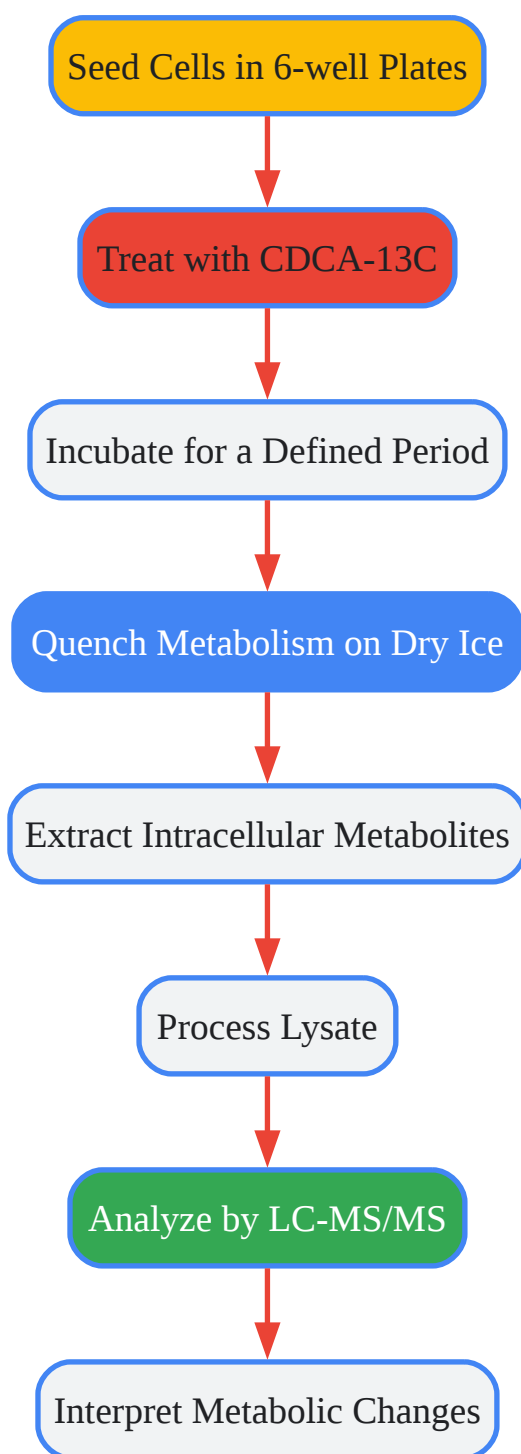 Seed Cells in 6-well Plates
Treat with CDCA-13C
Incubate for a Defined Period
Quench Metabolism on Dry Ice
Extract Intracellular Metabolites
Process Lysate
Analyze by LC-MS/MS
Interpret Metabolic Changes